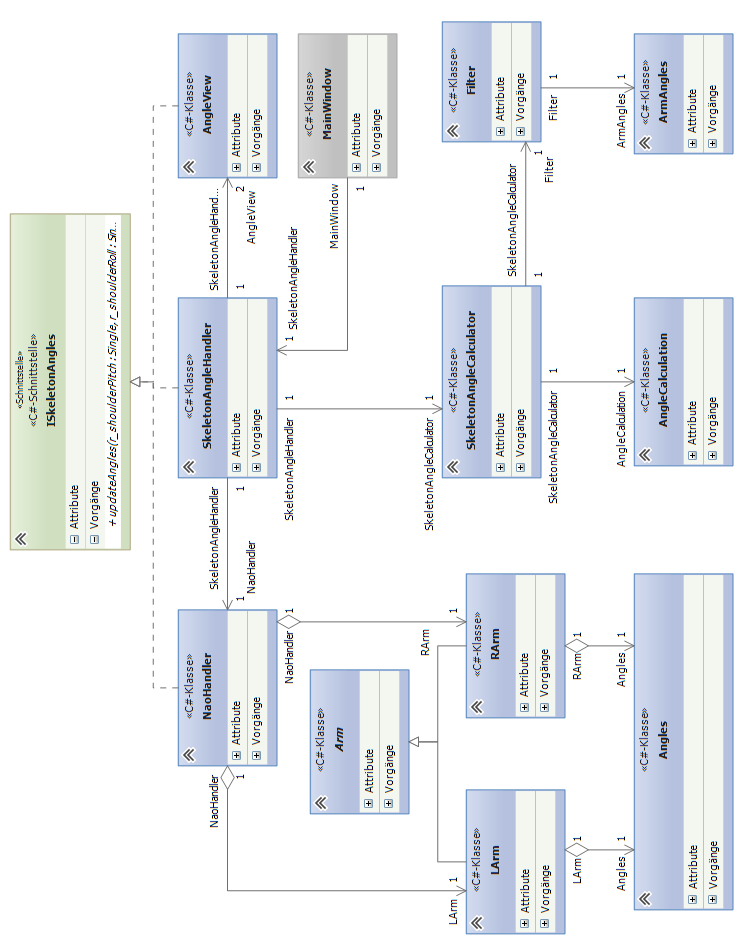 «Schnittstelle»
«C#-Schnittstelle»
ISkeletonAngles
Attribute
Vorgänge
+ updateAngles(r_shoulderPitch : Single, r_shoulderRoll : Sin...
«C#-Klasse»
NaoHandler
Attribute
Vorgänge
«C#-Klasse»
SkeletonAngleHandler
Attribute
Vorgänge
«C#-Klasse»
AngleView
Attribute
Vorgänge
«C#-Klasse»
MainWindow
Attribute
Vorgänge
«C#-Klasse»
Arm
Attribute
Vorgänge
«C#-Klasse»
LArm
Attribute
Vorgänge
«C#-Klasse»
RArm
Attribute
Vorgänge
«C#-Klasse»
SkeletonAngleCalculator
Attribute
Vorgänge
«C#-Klasse»
Filter
Attribute
Vorgänge
«C#-Klasse»
Angles
Attribute
Vorgänge
«C#-Klasse»
AngleCalculation
Attribute
Vorgänge
«C#-Klasse»
ArmAngles
Attribute
Vorgänge
NaoHandler
1
LArm
1
NaoHandler
1
RArm
1
SkeletonAngleHandler
1
NaoHandler
1
SkeletonAngleHand...
1
AngleView
2
MainWindow
1
SkeletonAngleHandler
1
SkeletonAngleHandler
1
SkeletonAngleCalculator
1
SkeletonAngleCalculator
1
Filter
1
SkeletonAngleCalculator
1
AngleCalculation
1
Filter
1
ArmAngles
1
LArm
1
Angles
1
RArm
1
Angles
1